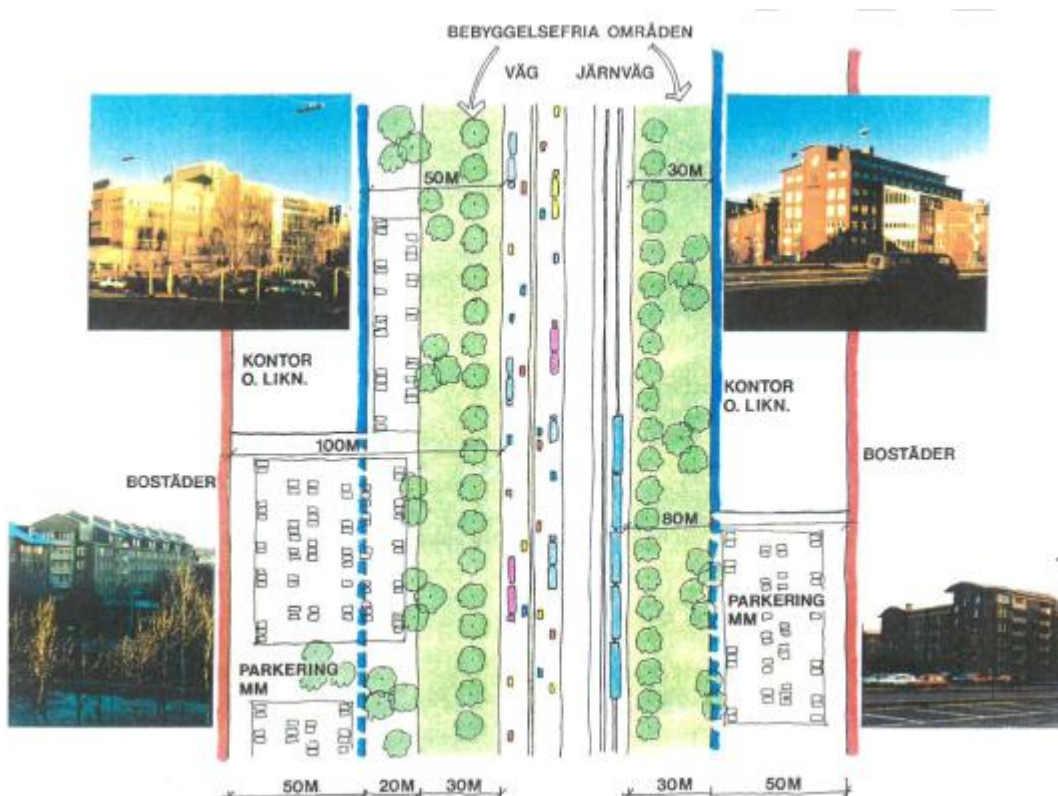 BEBYGGELSEFRIA OMRÅDEN
VÄG
JÄRNVÄG
50M
30M
KONTOR
O. LIKN.
KONTOR
O. LIKN.
100M
BOSTÄDER
BOSTÄDER
80M
PARKERING
MM
PARKERING
MM
50M
20M
30M
30M
50M